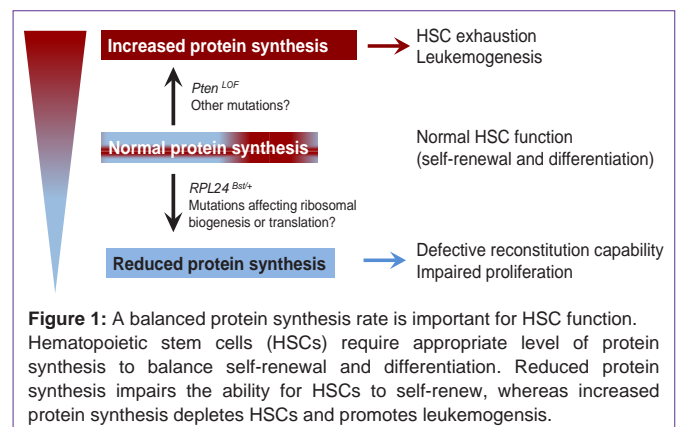 Increased protein synthesis
HSC exhaustion
Leukemogenesis
Pten LOF
Other mutations?
Normal protein synthesis
Normal HSC function
(self-renewal and differentiation)
RPL24 Bst/+
Mutations affecting ribosomal
biogenesis or translation?
Reduced protein synthesis
Defective reconstitution capability
Impaired proliferation
Figure 1: A balanced protein synthesis rate is important for HSC function.
Hematopoietic stem cells (HSCs) require appropriate level of protein
synthesis to balance self-renewal and differentiation. Reduced protein
synthesis impairs the ability for HSCs to self-renew, whereas increased
protein synthesis depletes HSCs and promotes leukemogensis.